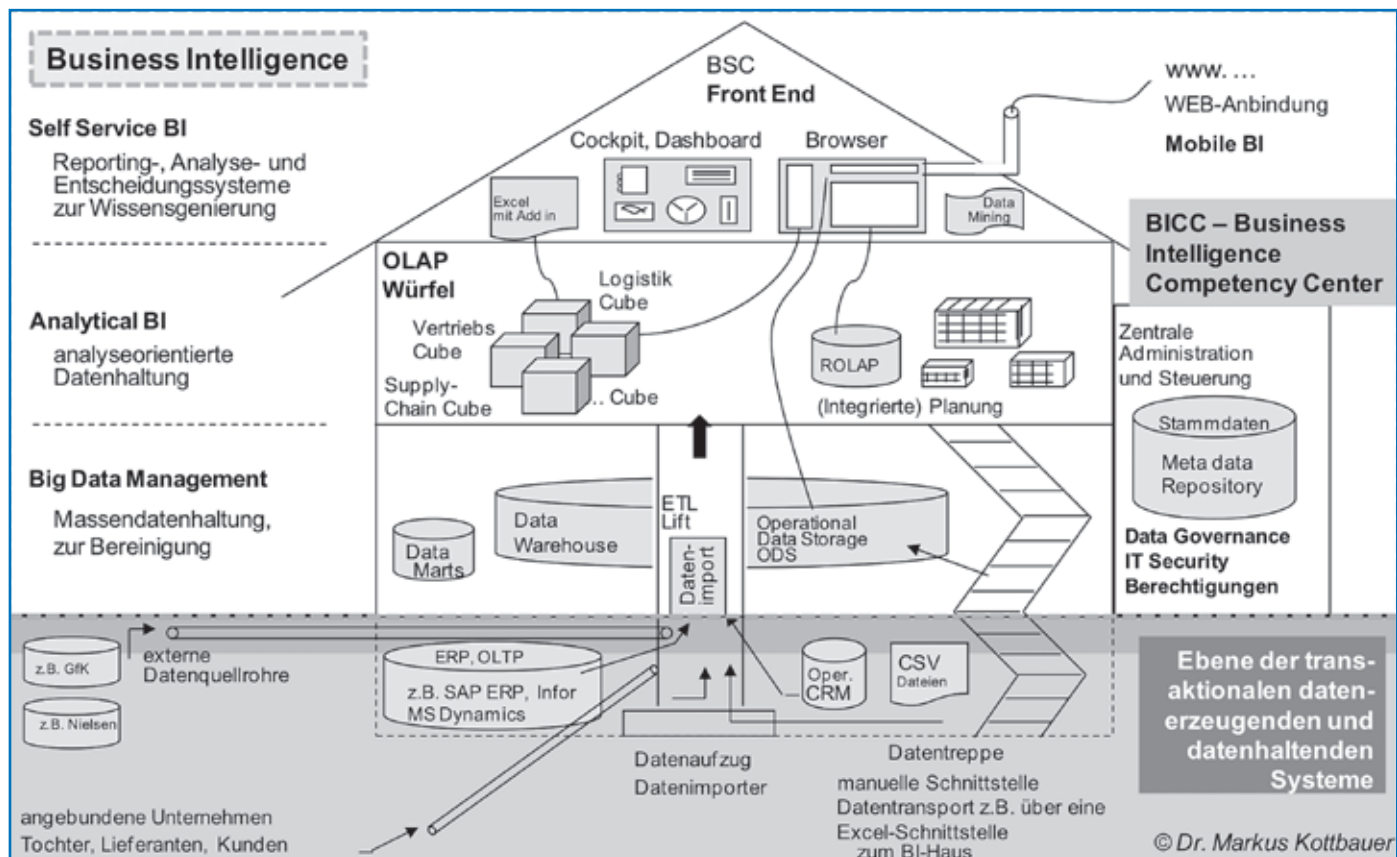 Business Intelligence
Self Service BI
Reporting-, Analyse- und
Entscheidungssysteme
zur Wissensgenierung
Analytical BI
analyseorientierte
Datenhaltung
Big Data Management
Massendatenhaltung,
zur Bereinigung
BSC
Front End
Cockpit, Dashboard
Browser
Excel
mit Add in
Data
Mining
www. ...
WEB-Anbindung
Mobile BI
BICC – Business
Intelligence
Competency Center
OLAP
Würfel
Logistik
Cube
Vertriebs
Cube
Supply-
Chain Cube
.. Cube
ROLAP
(Integrierte) Planung
Zentrale
Administration
und Steuerung
Stammdaten
Meta data
Repository
Data Governance
IT Security
Berechtigungen
Data
Marts
Data
Warehouse
ETL
Lift
Daten-
import
Operational
Data Storage
ODS
z.B. GfK
z.B. Nielsen
externe
Datenquellrohre
ERP, OLTP
z.B. SAP ERP, Infor
MS Dynamics
Oper.
CRM
CSV
Dateien
Ebene der trans-
aktionalen daten-
erzeugenden und
datenhaltenden
Systeme
Datenaufzug
Datenimporter
Datentreppe
manuelle Schnittstelle
Datentransport z.B. über eine
Excel-Schnittstelle
zum BI-Haus
angebundene Unternehmen
Tochter, Lieferanten, Kunden
© Dr. Markus Kottbauer